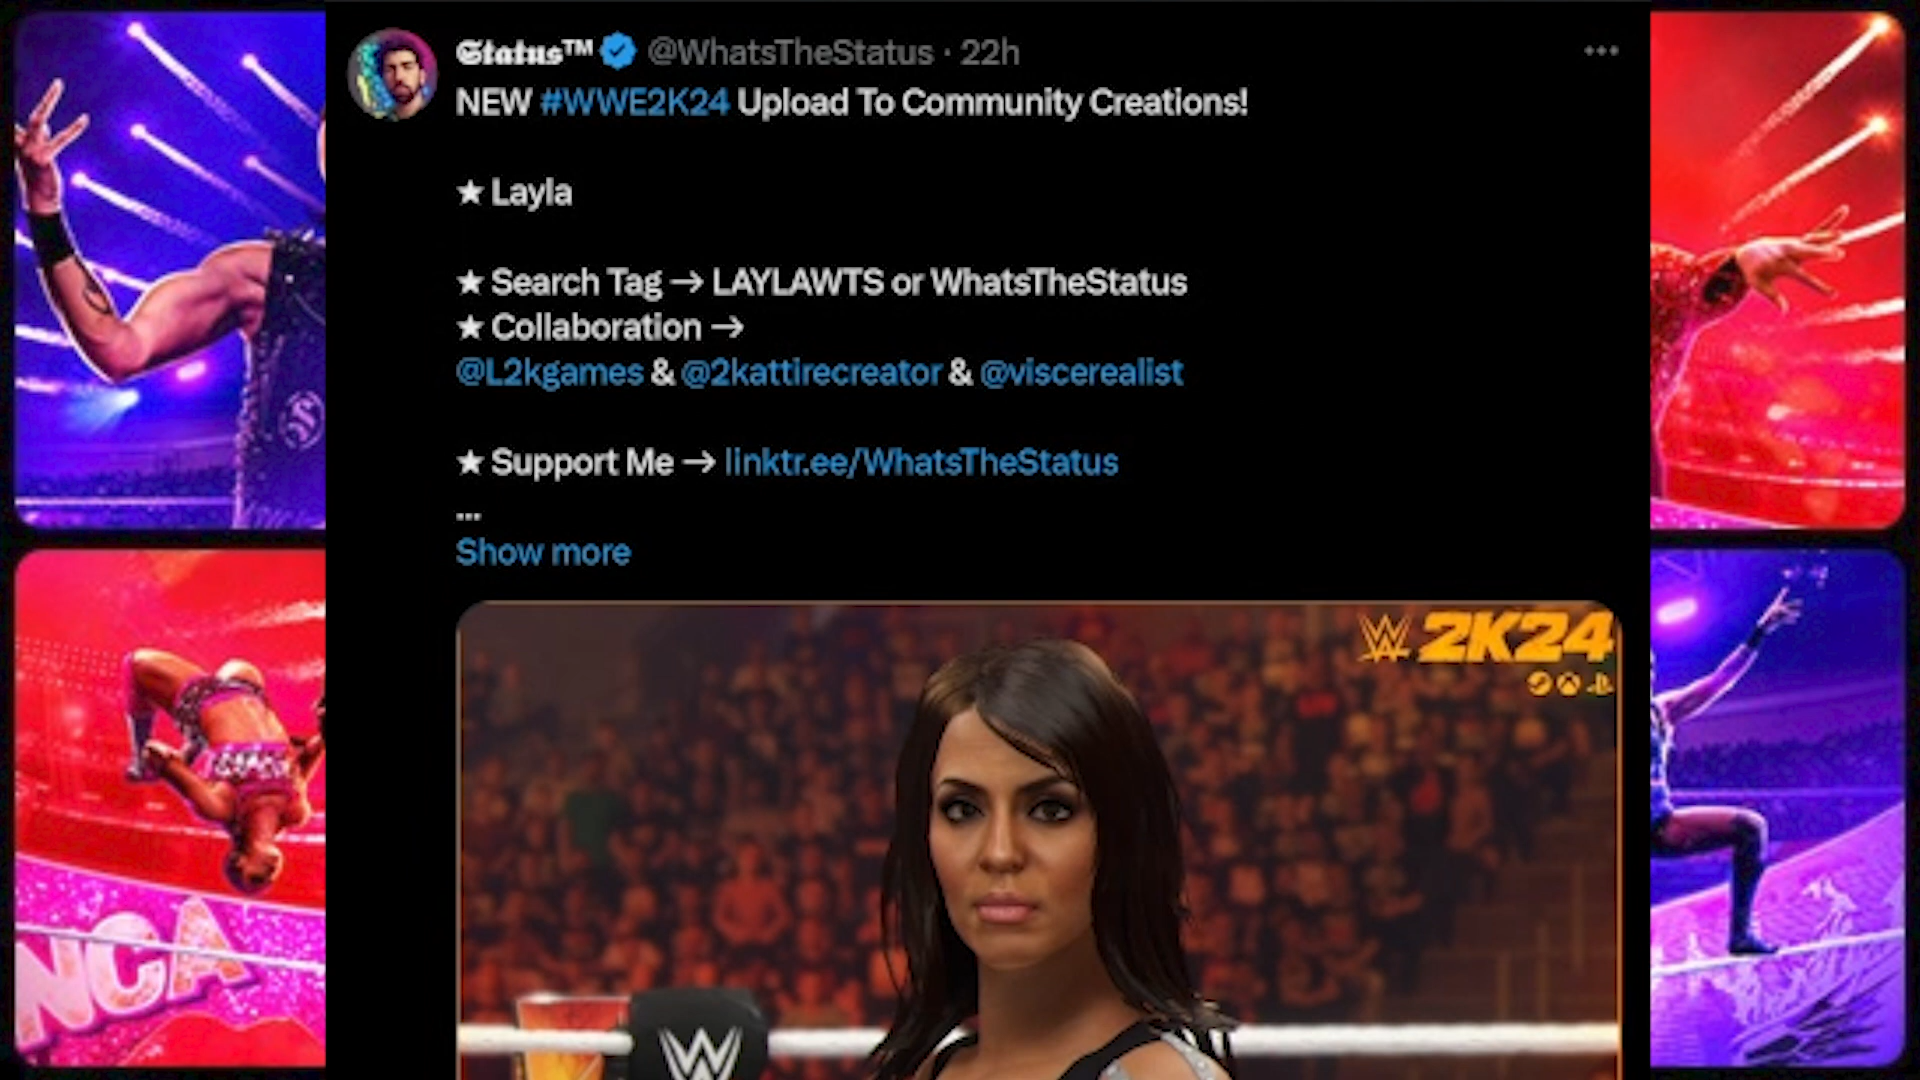 Status™ @WhatsTheStatus · 22h
NEW #WWE2K24 Upload To Community Creations!
★ Layla
★ Search Tag → LAYLAWTS or WhatsTheStatus
★ Collaboration →
@L2kgames & @2kattirecreator & @viscerealist
★ Support Me → linktr.ee/WhatsTheStatus
...
Show more
W 2K24
W
NCA